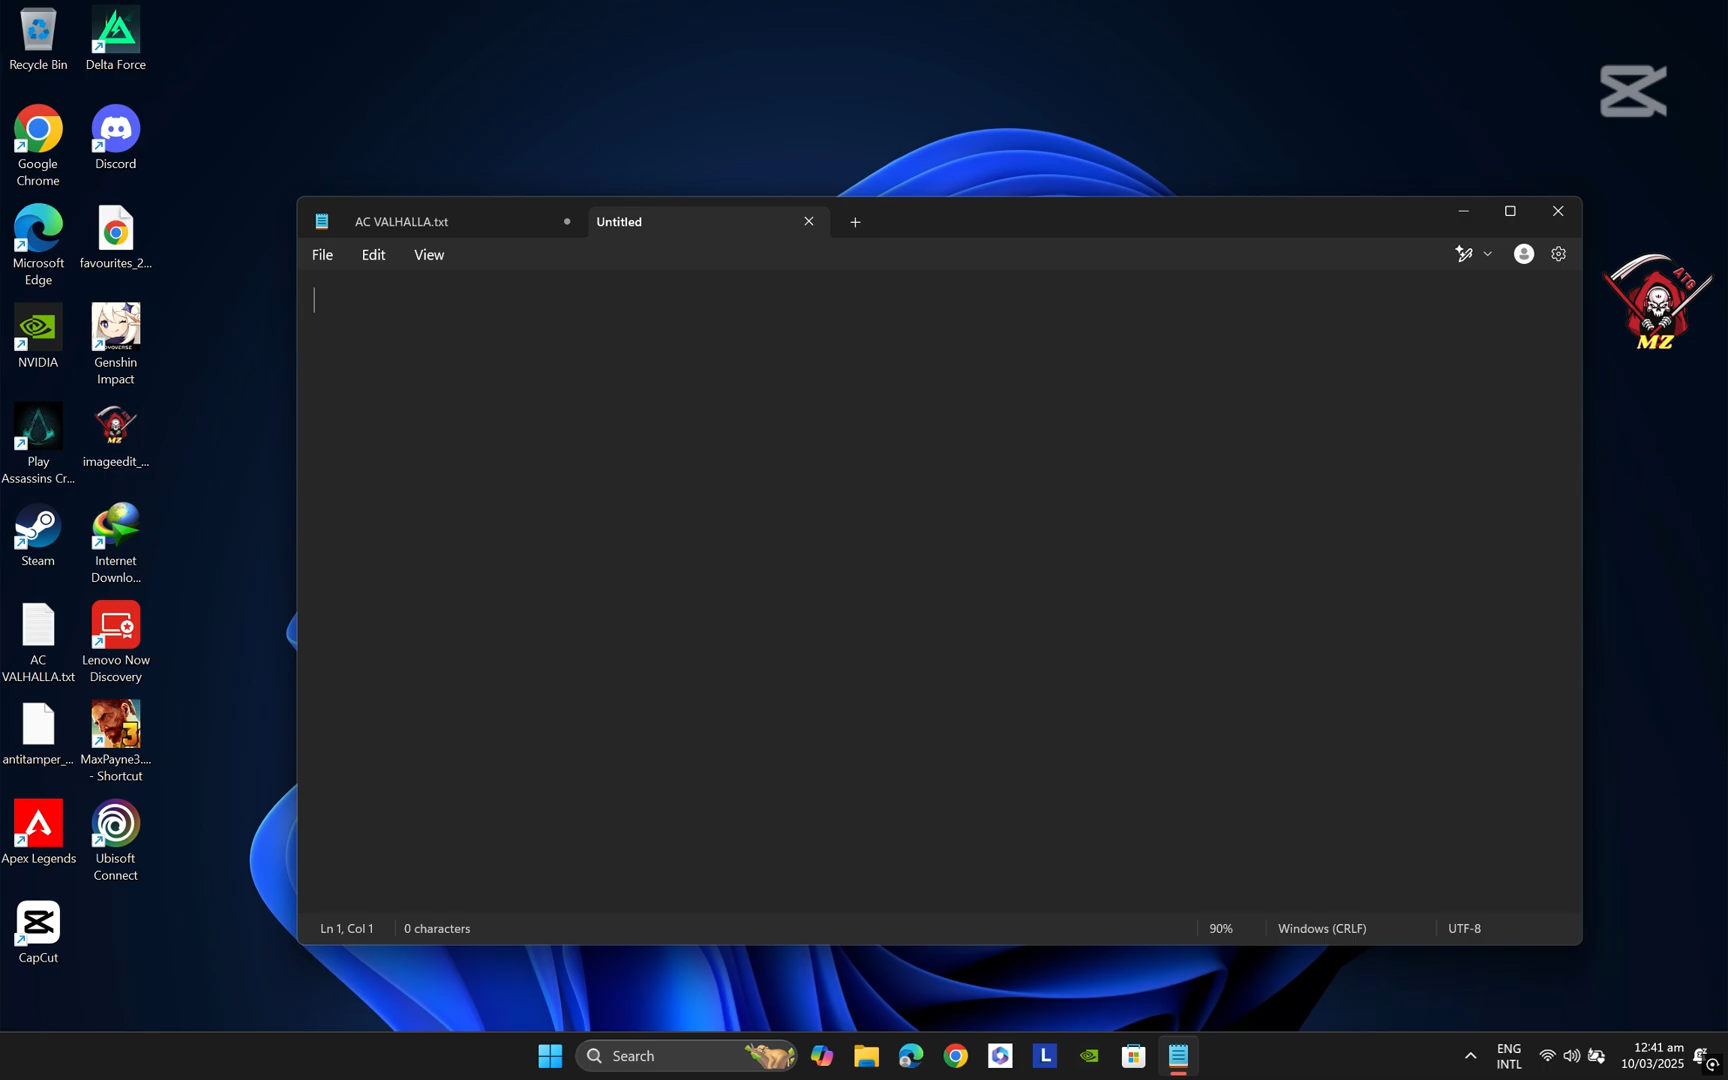 Recycle Bin
Delta Force
Google
Chrome
Discord
Microsoft
Edge
favourites_2...
NVIDIA
Genshin
Impact
Play
Assassins Cr...
imageedit_...
Steam
Internet
Downlo...
AC
VALHALLA.txt
Lenovo Now
Discovery
antitamper_...
MaxPayne3....
- Shortcut
Apex Legends
Ubisoft
Connect
CapCut
AC VALHALLA.txt
Untitled
File Edit View
Ln 1, Col 1
0 characters
90%
Windows (CRLF)
UTF-8
ATG
MZ
Search
L
ENG
INTL
12:41 am
10/03/2025